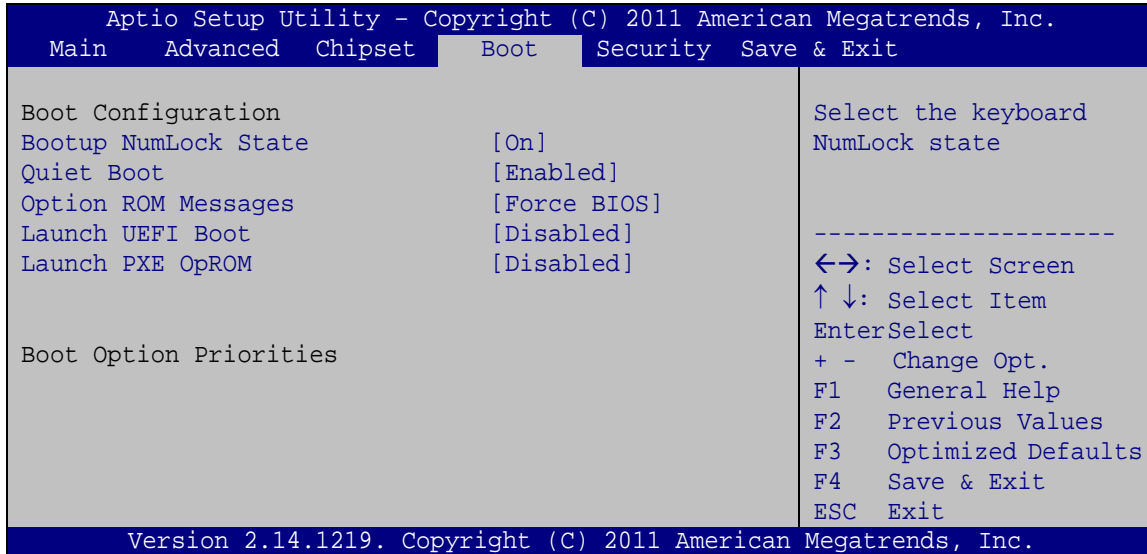 Aptio Setup Utility – Copyright (C) 2011 American Megatrends, Inc.
Main Advanced Chipset Boot Security Save & Exit
Boot Configuration
Bootup NumLock State [On]
Quiet Boot [Enabled]
Option ROM Messages [Force BIOS]
Launch UEFI Boot [Disabled]
Launch PXE OpROM [Disabled]
Boot Option Priorities
Select the keyboard
NumLock state
---------------------
←→: Select Screen
↑ ↓: Select Item
EnterSelect
+ - Change Opt.
F1 General Help
F2 Previous Values
F3 Optimized Defaults
F4 Save & Exit
ESC Exit
Version 2.14.1219. Copyright (C) 2011 American Megatrends, Inc.